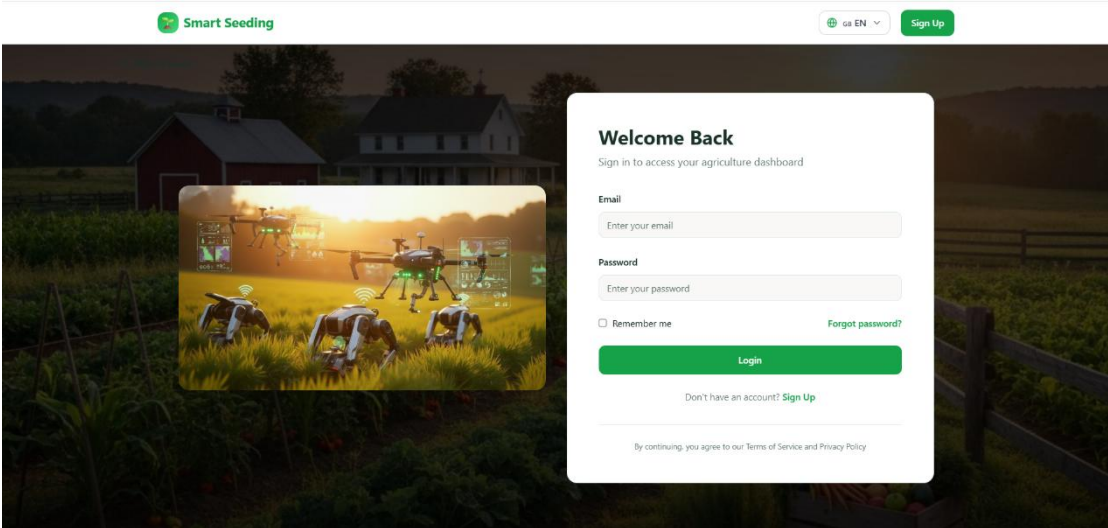 Smart Seeding
GB EN
Sign Up
Welcome Back
Sign in to access your agriculture dashboard
Email
Enter your email
Password
Enter your password
Remember me
Forgot password?
Login
Don't have an account? Sign Up
By continuing, you agree to our Terms of Service and Privacy Policy